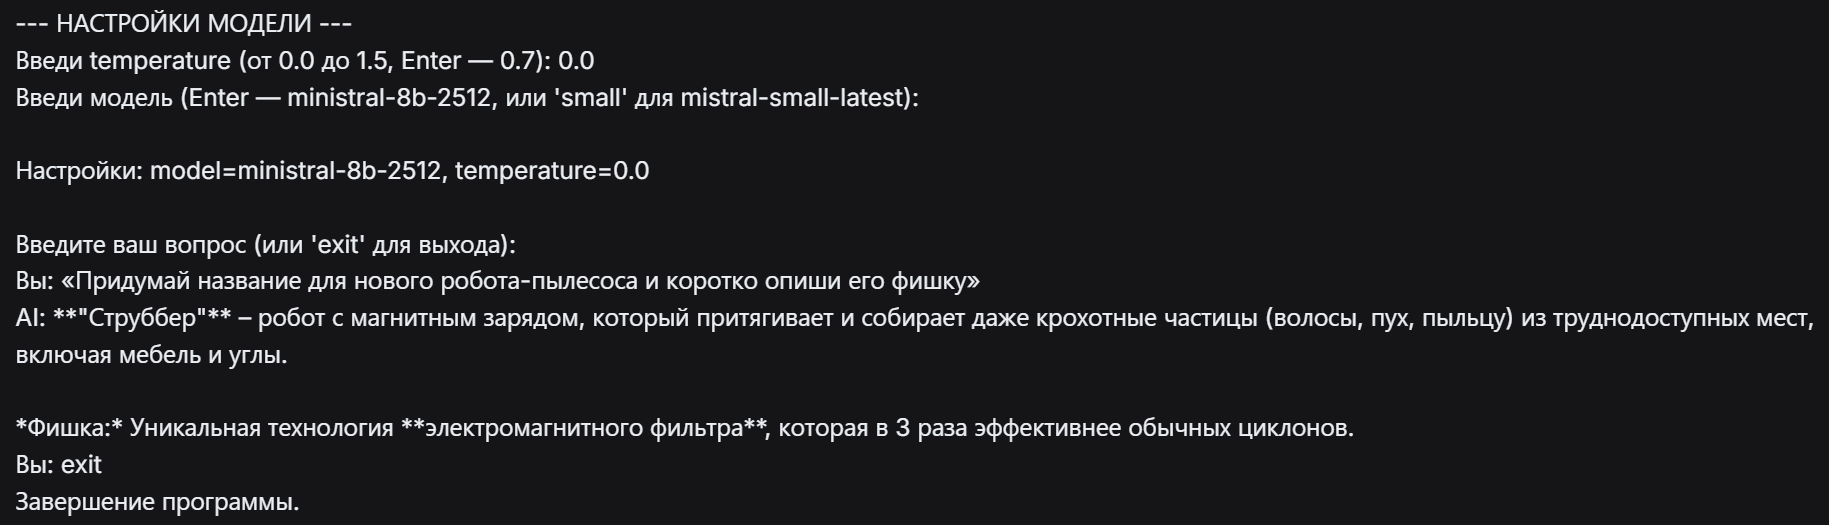 --- НАСТРОЙКИ МОДЕЛИ ---
Введи temperature (от 0.0 до 1.5, Enter — 0.7): 0.0
Введи модель (Enter — ministral-8b-2512, или 'small' для mistral-small-latest):
Настройки: model=ministral-8b-2512, temperature=0.0
Введите ваш вопрос (или 'exit' для выхода):
Вы: «Придумай название для нового робота-пылесоса и коротко опиши его фишку»
AI: **"Струббер"** – робот с магнитным зарядом, который притягивает и собирает даже крохотные частицы (волосы, пух, пыльцу) из труднодоступных мест,
включая мебель и углы.
*Фишка:* Уникальная технология **электромагнитного фильтра**, которая в 3 раза эффективнее обычных циклонов.
Вы: exit
Завершение программы.